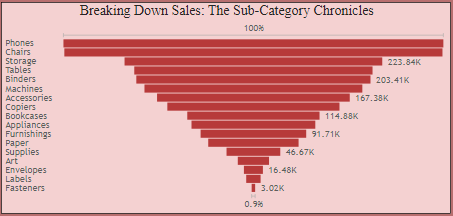 Breaking Down Sales: The Sub-Category Chronicles
100%
Phones
Chairs
Storage 223.84K
Tables
Binders 203.41K
Machines
Accessories 167.38K
Copiers
Bookcases 114.88K
Appliances
Furnishings 91.71K
Paper
Supplies 46.67K
Art
Envelopes 16.48K
Labels
Fasteners 3.02K
0.9%